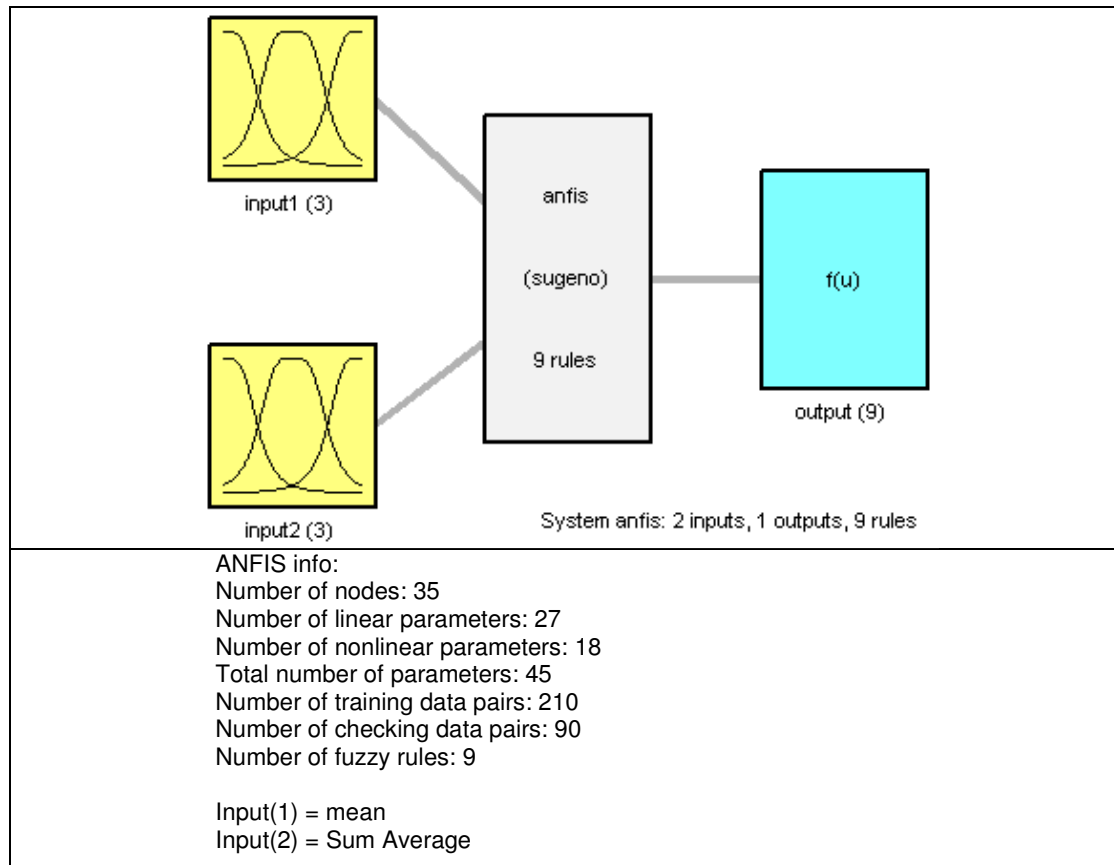 input1 (3)
anfis
(sugeno)
9 rules
f(u)
output (9)
input2 (3)
System anfis: 2 inputs, 1 outputs, 9 rules
ANFIS info:
Number of nodes: 35
Number of linear parameters: 27
Number of nonlinear parameters: 18
Total number of parameters: 45
Number of training data pairs: 210
Number of checking data pairs: 90
Number of fuzzy rules: 9
Input(1) = mean
Input(2) = Sum Average